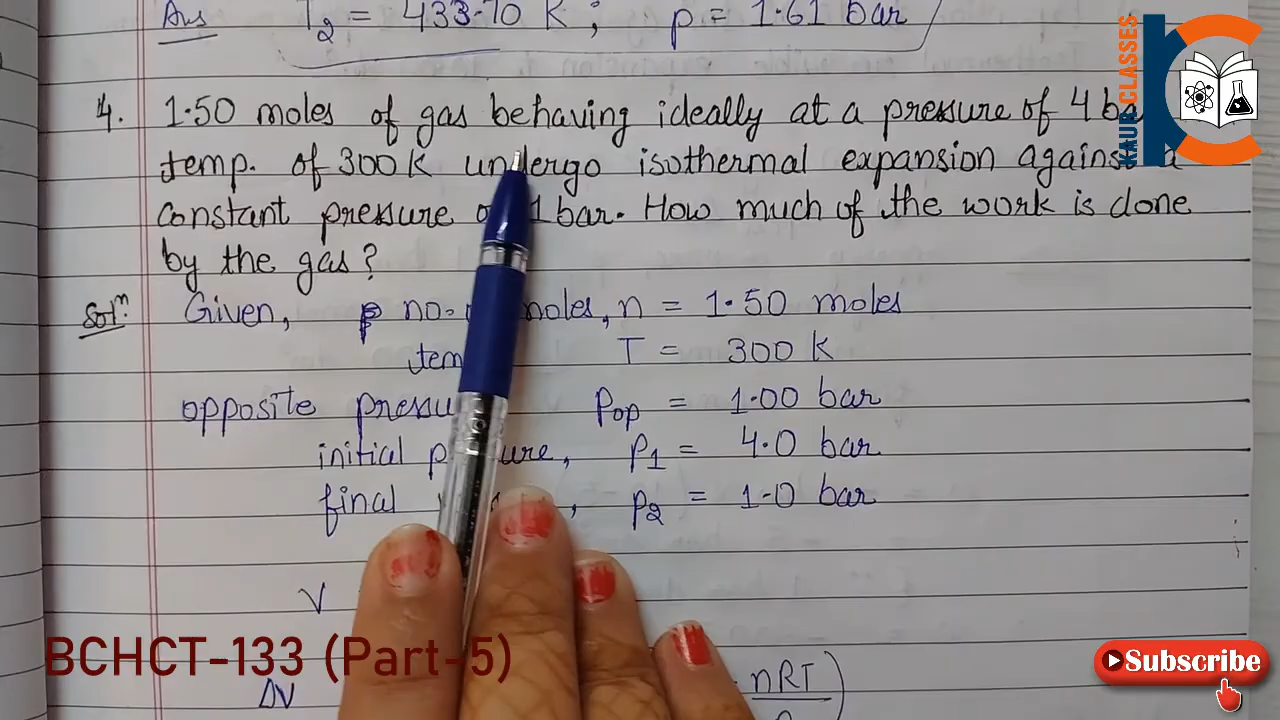 Ans T2 = 433.70 K ; p = 1.61 bar
4. 1.50 moles of gas behaving ideally at a pressure of 4
temp. of 300 K undergo isothermal expansion against a
constant pressure 1 bar. How much of the work is done
by the gas?
Solⁿ. Given, no. moles, n = 1.50 moles
T = 300 K
opposite Pop = 1.00 bar
initial P1 = 4.0 bar
final , P2 = 1.0 bar
V
ΔV nRT
KAUR CLASSES
BCHCT-133 (Part-5)
Subscribe